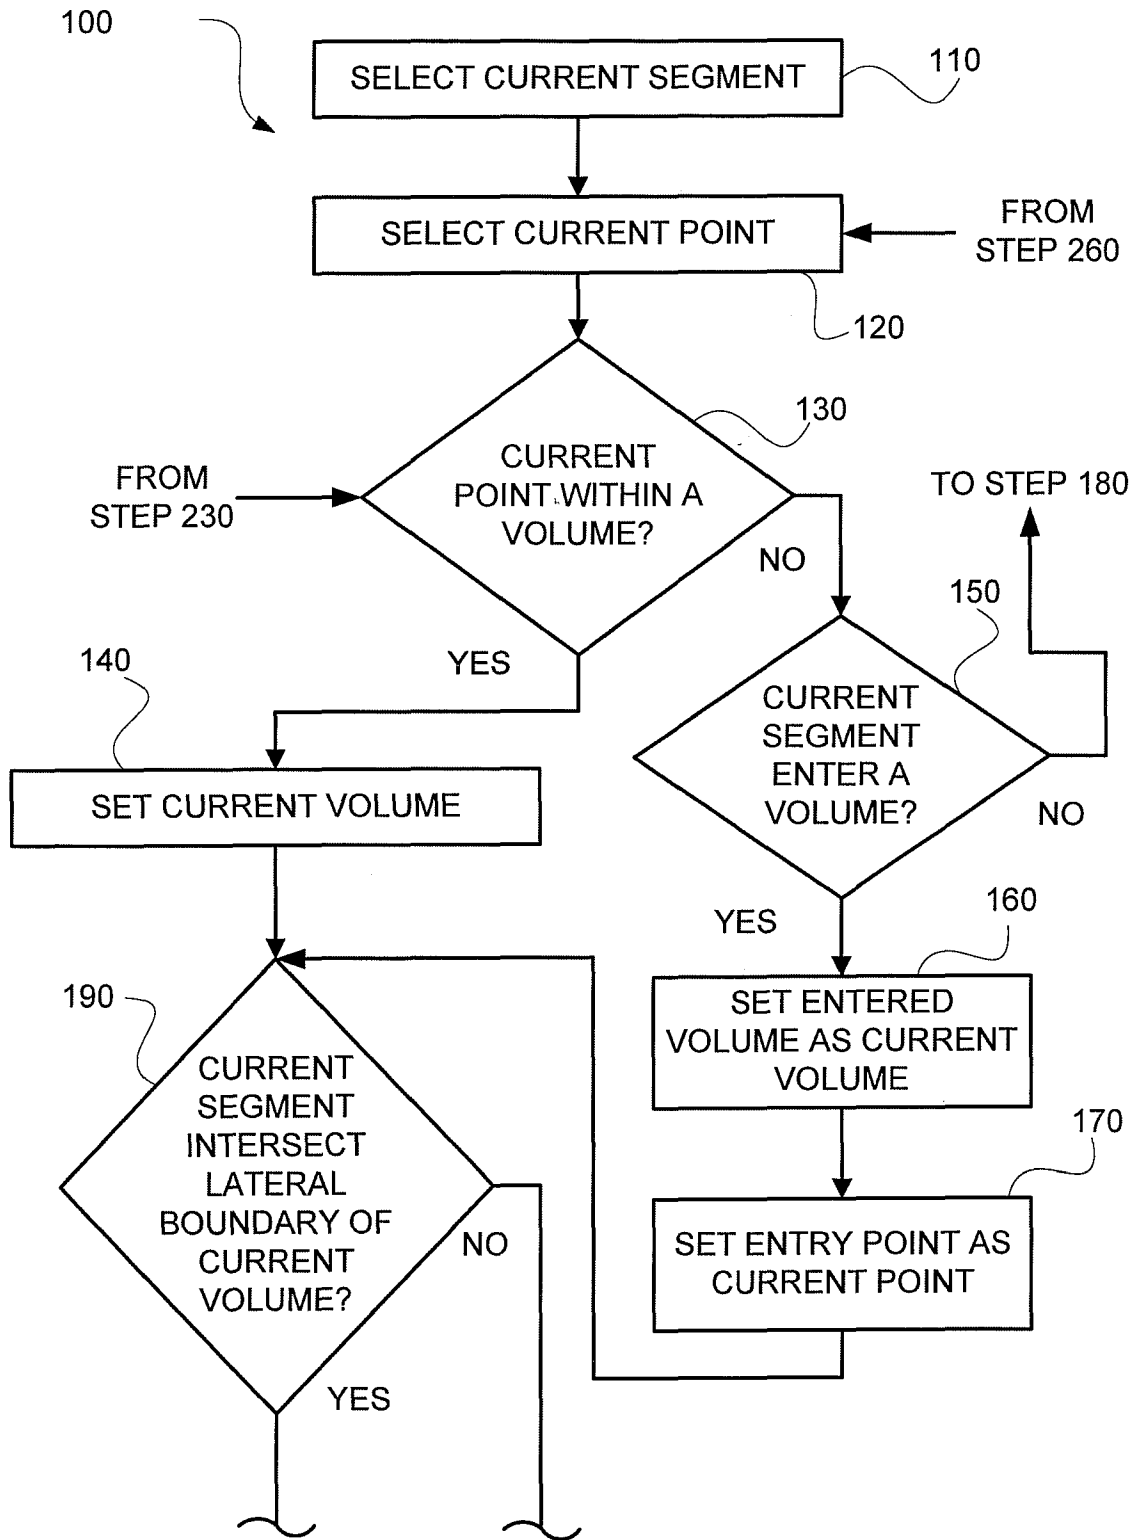 100
SELECT CURRENT SEGMENT
110
SELECT CURRENT POINT
FROM
STEP 260
120
130
CURRENT
POINT WITHIN A
VOLUME?
FROM
STEP 230
TO STEP 180
NO
150
YES
140
CURRENT
SEGMENT
ENTER A
VOLUME?
NO
SET CURRENT VOLUME
YES
160
190
SET ENTERED
VOLUME AS CURRENT
VOLUME
CURRENT
SEGMENT
INTERSECT
LATERAL
BOUNDARY OF
CURRENT
VOLUME?
170
NO
SET ENTRY POINT AS
CURRENT POINT
YES